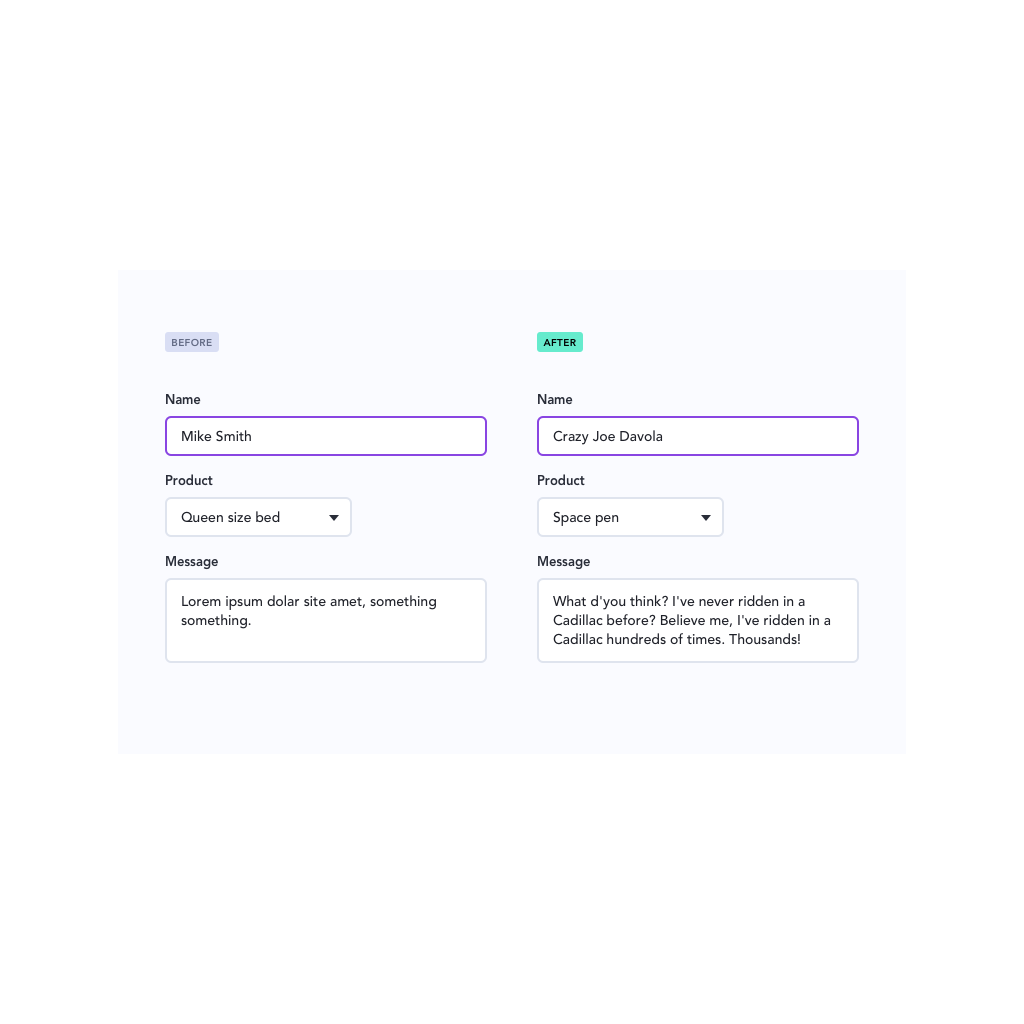 BEFORE
Name
Mike Smith
Product
Queen size bed
Message
Lorem ipsum dolar site amet, something
something.
AFTER
Name
Crazy Joe Davola
Product
Space pen
Message
What d'you think? I've never ridden in a
Cadillac before? Believe me, I've ridden in a
Cadillac hundreds of times. Thousands!